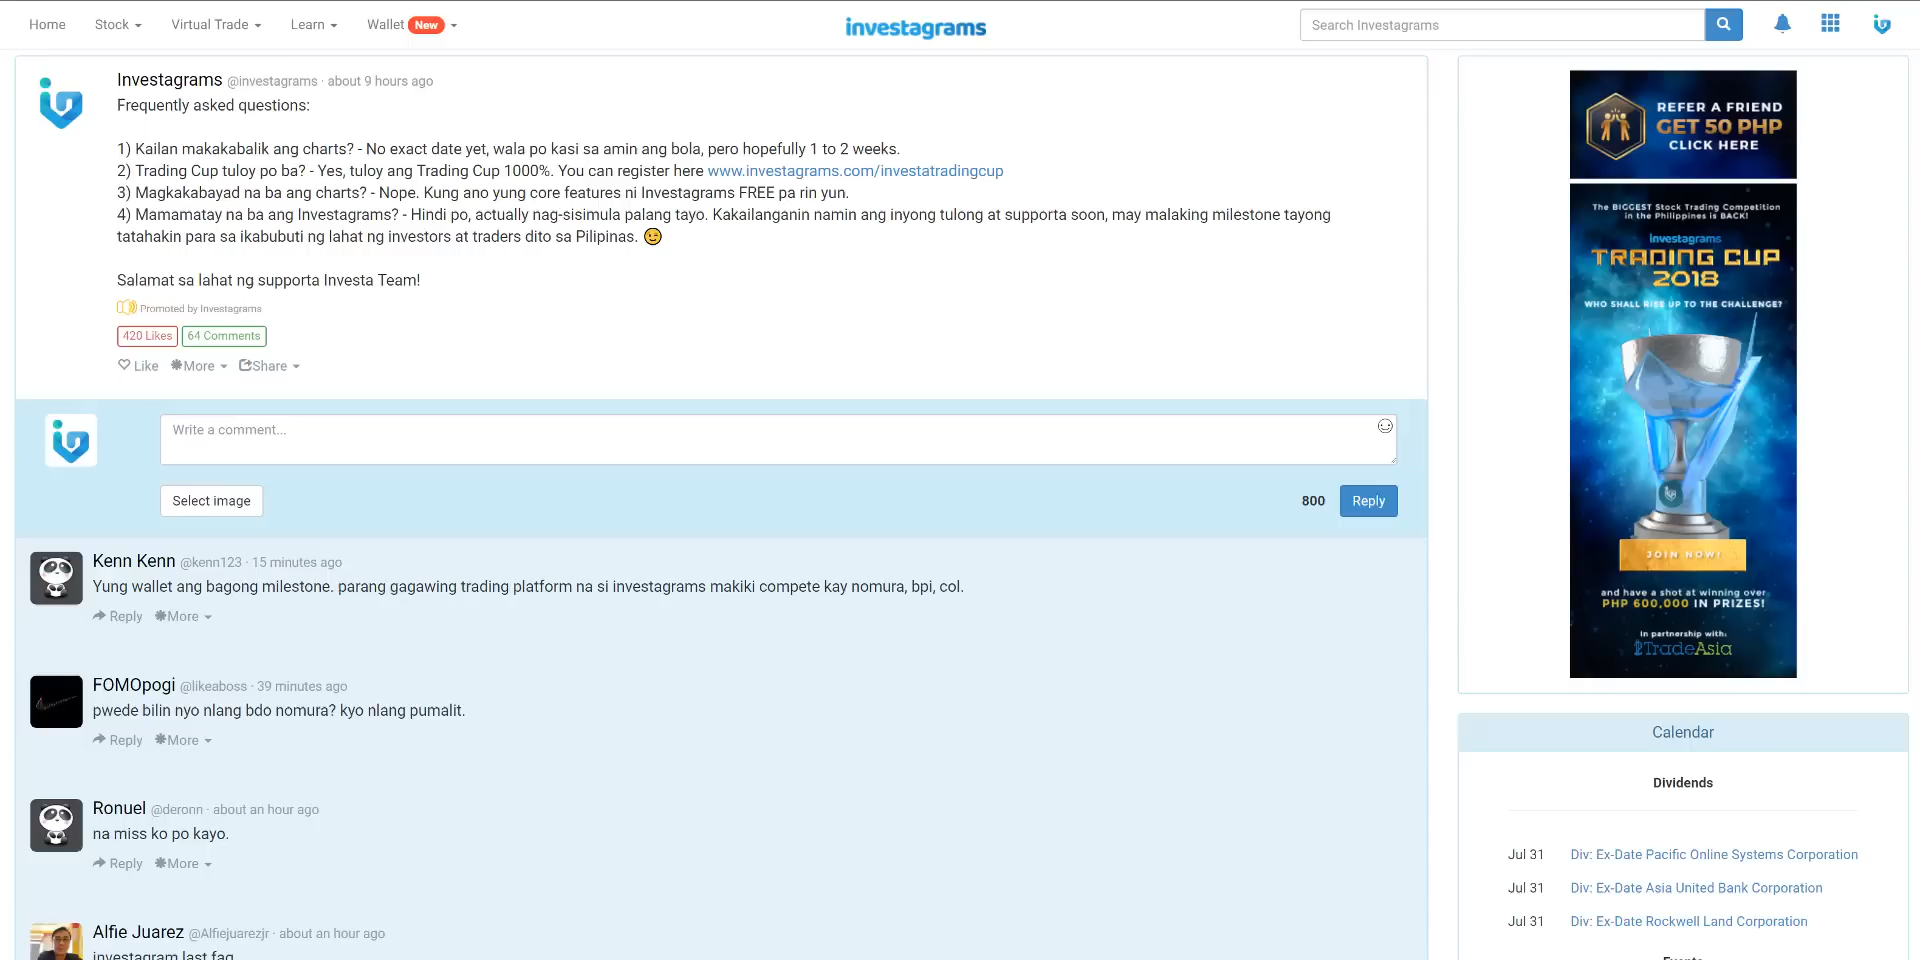 Home
Stock
Virtual Trade
Learn
Wallet New
investagrams
Search Investagrams
Investagrams @investagrams · about 9 hours ago
Frequently asked questions:
1) Kailan makakabalik ang charts? - No exact date yet, wala po kasi sa amin ang bola, pero hopefully 1 to 2 weeks.
2) Trading Cup tuloy po ba? - Yes, tuloy ang Trading Cup 1000%. You can register here www.investagrams.com/investatradingcup
3) Magkakabayad na ba ang charts? - Nope. Kung ano yung core features ni Investagrams FREE pa rin yun.
4) Mamamatay na ba ang Investagrams? - Hindi po, actually nag-sisimula palang tayo. Kakailanganin namin ang inyong tulong at supporta soon, may malaking milestone tayong
tatahakin para sa ikabubuti ng lahat ng investors at traders dito sa Pilipinas. 😉
Salamat sa lahat ng supporta Investa Team!
Promoted by Investagrams
420 Likes
64 Comments
Like
More
Share
Write a comment...
Select image
800
Reply
Kenn Kenn @kenn123 · 15 minutes ago
Yung wallet ang bagong milestone. parang gagawing trading platform na si investagrams makiki compete kay nomura, bpi, col.
Reply
More
FOMOpogi @likeaboss · 39 minutes ago
pwede bilin nyo nlang bdo nomura? kyo nlang pumalit.
Reply
More
Ronuel @deronn · about an hour ago
na miss ko po kayo.
Reply
More
Alfie Juarez @Alfiejuarezjr · about an hour ago
investagram last faq
REFER A FRIEND
GET 50 PHP
CLICK HERE
The BIGGEST Stock Trading Competition
in the Philippines is BACK!
Investagrams
TRADING CUP
2018
WHO SHALL RISE UP TO THE CHALLENGE?
JOIN NOW!
and have a shot at winning over
PHP 600,000 IN PRIZES!
In partnership with:
TradeAsia
Calendar
Dividends
Jul 31 Div: Ex-Date Pacific Online Systems Corporation
Jul 31 Div: Ex-Date Asia United Bank Corporation
Jul 31 Div: Ex-Date Rockwell Land Corporation